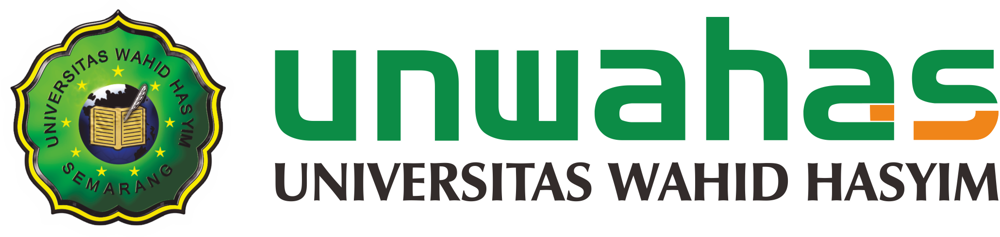 UNIVERSITAS WAHID HASYIM
SEMARANG
unwahas
UNIVERSITAS WAHID HASYIM